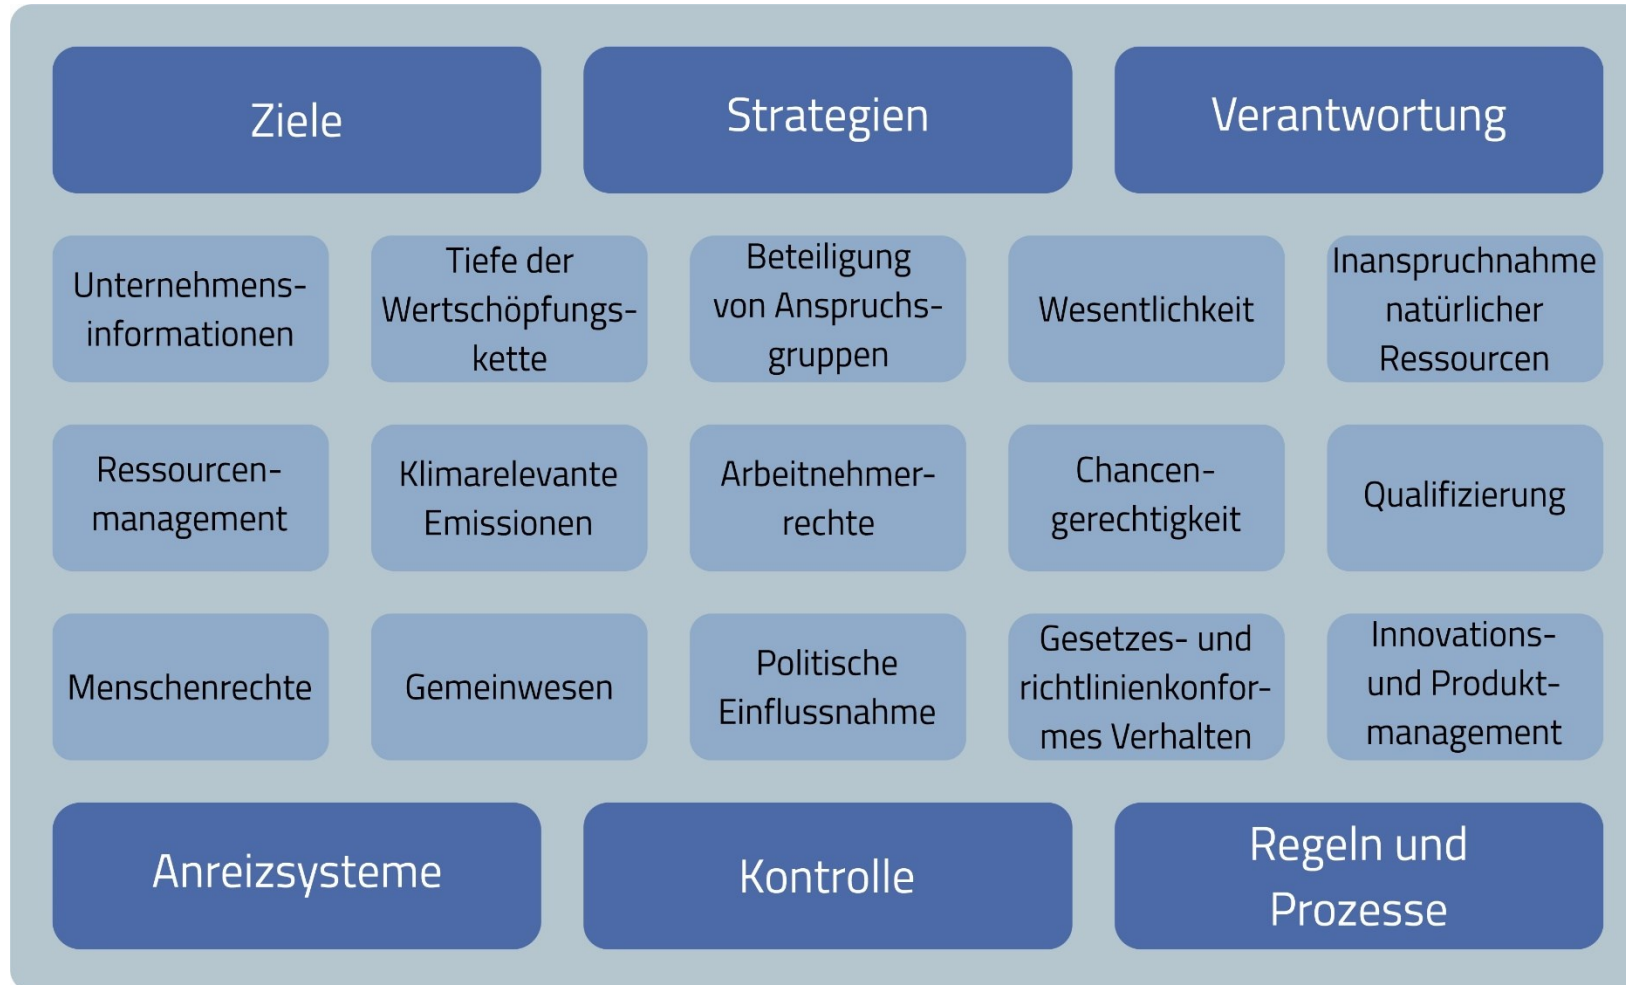 Ziele
Strategien
Verantwortung
Unternehmens-
informationen
Tiefe der
Wertschöpfungs-
kette
Beteiligung
von Anspruchs-
gruppen
Wesentlichkeit
Inanspruchnahme
natürlicher
Ressourcen
Ressourcen-
management
Klimarelevante
Emissionen
Arbeitnehmer-
rechte
Chancen-
gerechtigkeit
Qualifizierung
Menschenrechte
Gemeinwesen
Politische
Einflussnahme
Gesetzes- und
richtlinienkonfor-
mes Verhalten
Innovations-
und Produkt-
management
Anreizsysteme
Kontrolle
Regeln und
Prozesse